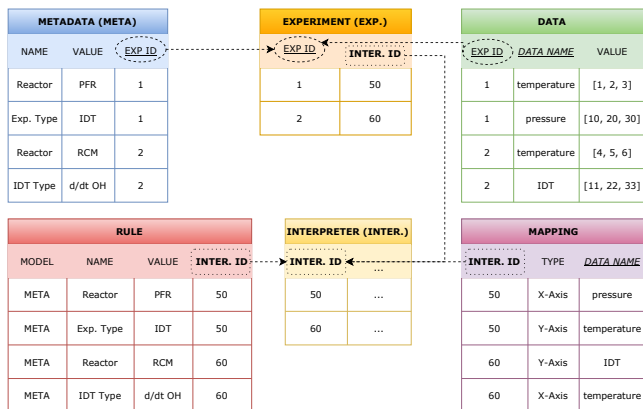 METADATA (META)
NAME VALUE EXP ID
Reactor PFR 1
Exp. Type IDT 1
Reactor RCM 2
IDT Type d/dt OH 2
EXPERIMENT (EXP.)
EXP ID INTER. ID
1 50
2 60
DATA
EXP ID DATA NAME VALUE
1 temperature [1, 2, 3]
1 pressure [10, 20, 30]
2 temperature [4, 5, 6]
2 IDT [11, 22, 33]
RULE
MODEL NAME VALUE INTER. ID
META Reactor PFR 50
META Exp. Type IDT 50
META Reactor RCM 60
META IDT Type d/dt OH 60
INTERPRETER (INTER.)
INTER. ID ...
50 ...
60 ...
MAPPING
INTER. ID TYPE DATA NAME
50 X-Axis pressure
50 Y-Axis temperature
60 Y-Axis IDT
60 X-Axis temperature